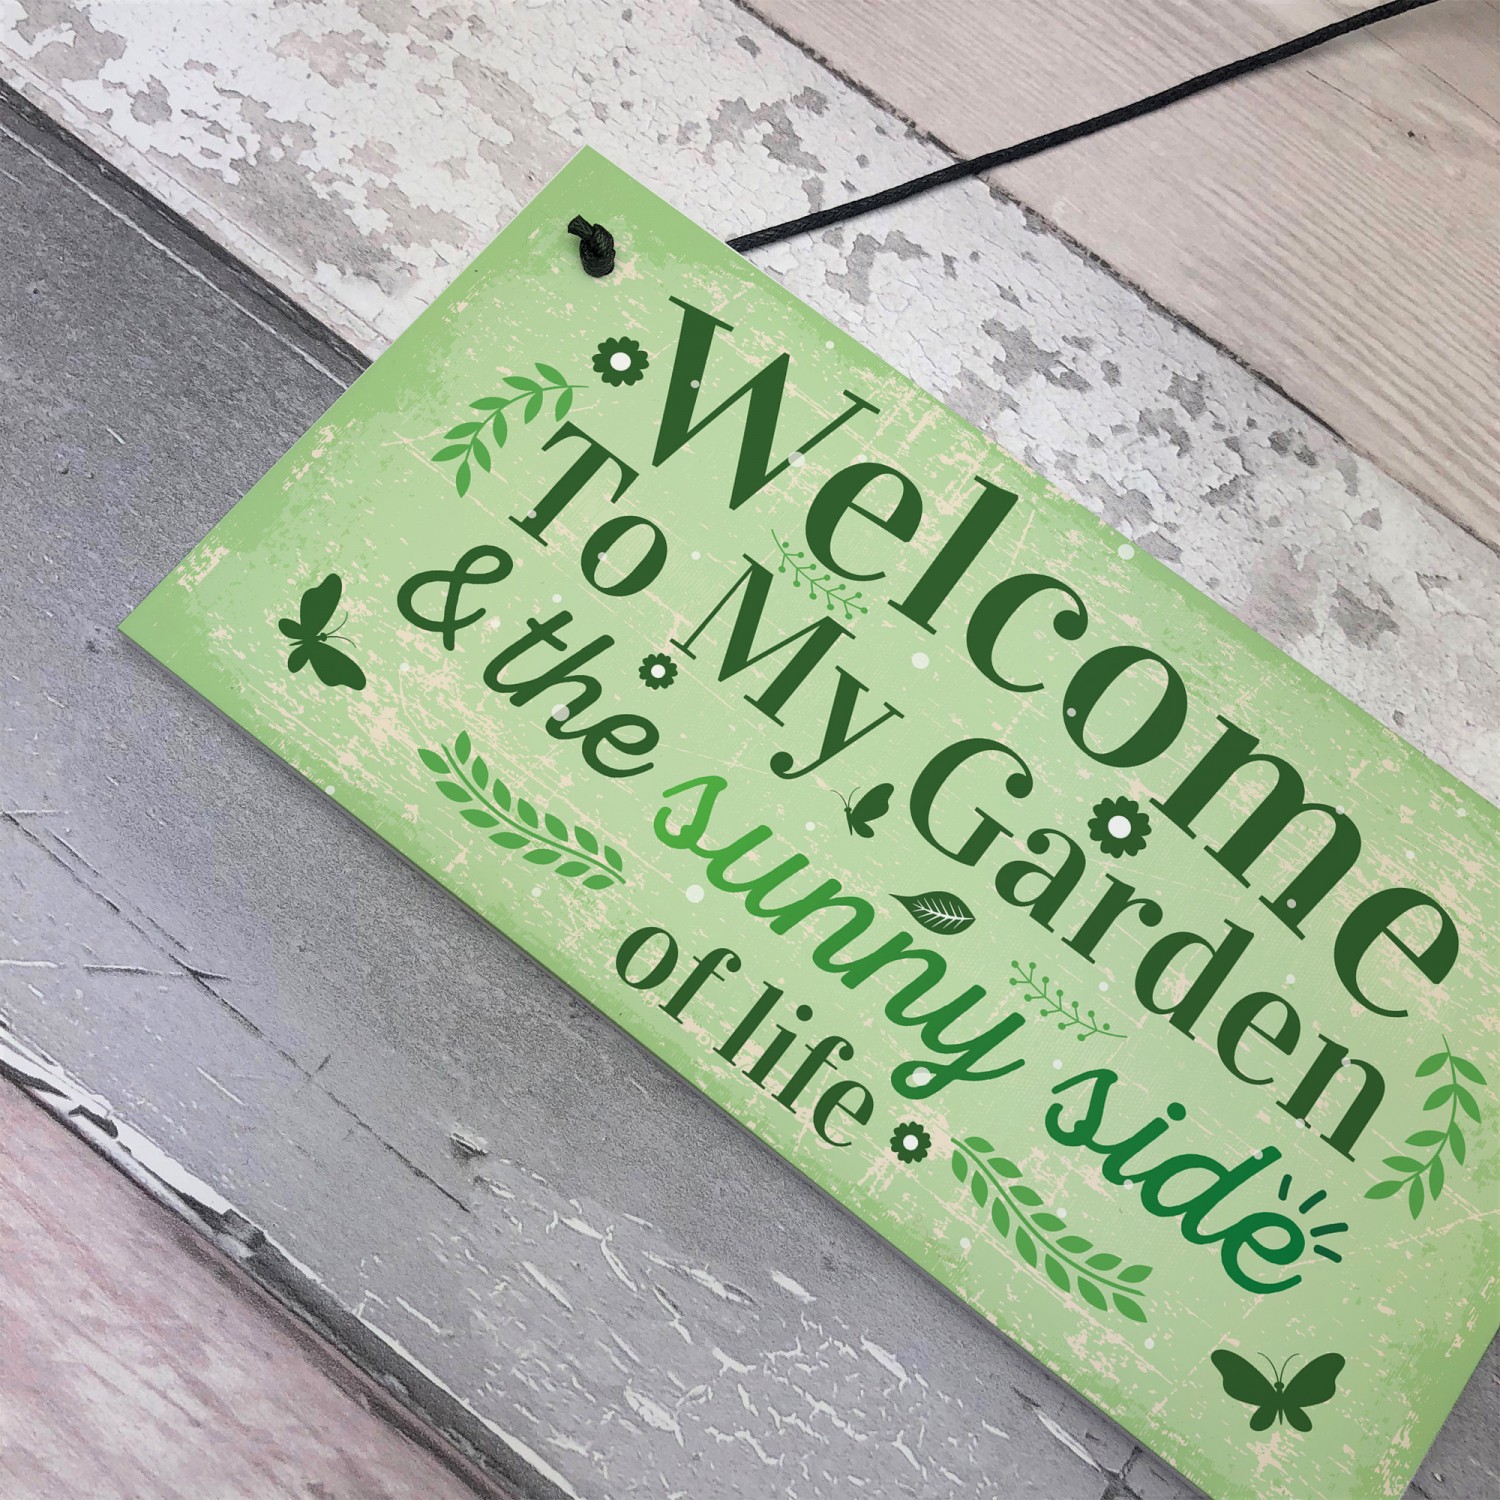 Welcome
To My Garden
& the sunny side
of life